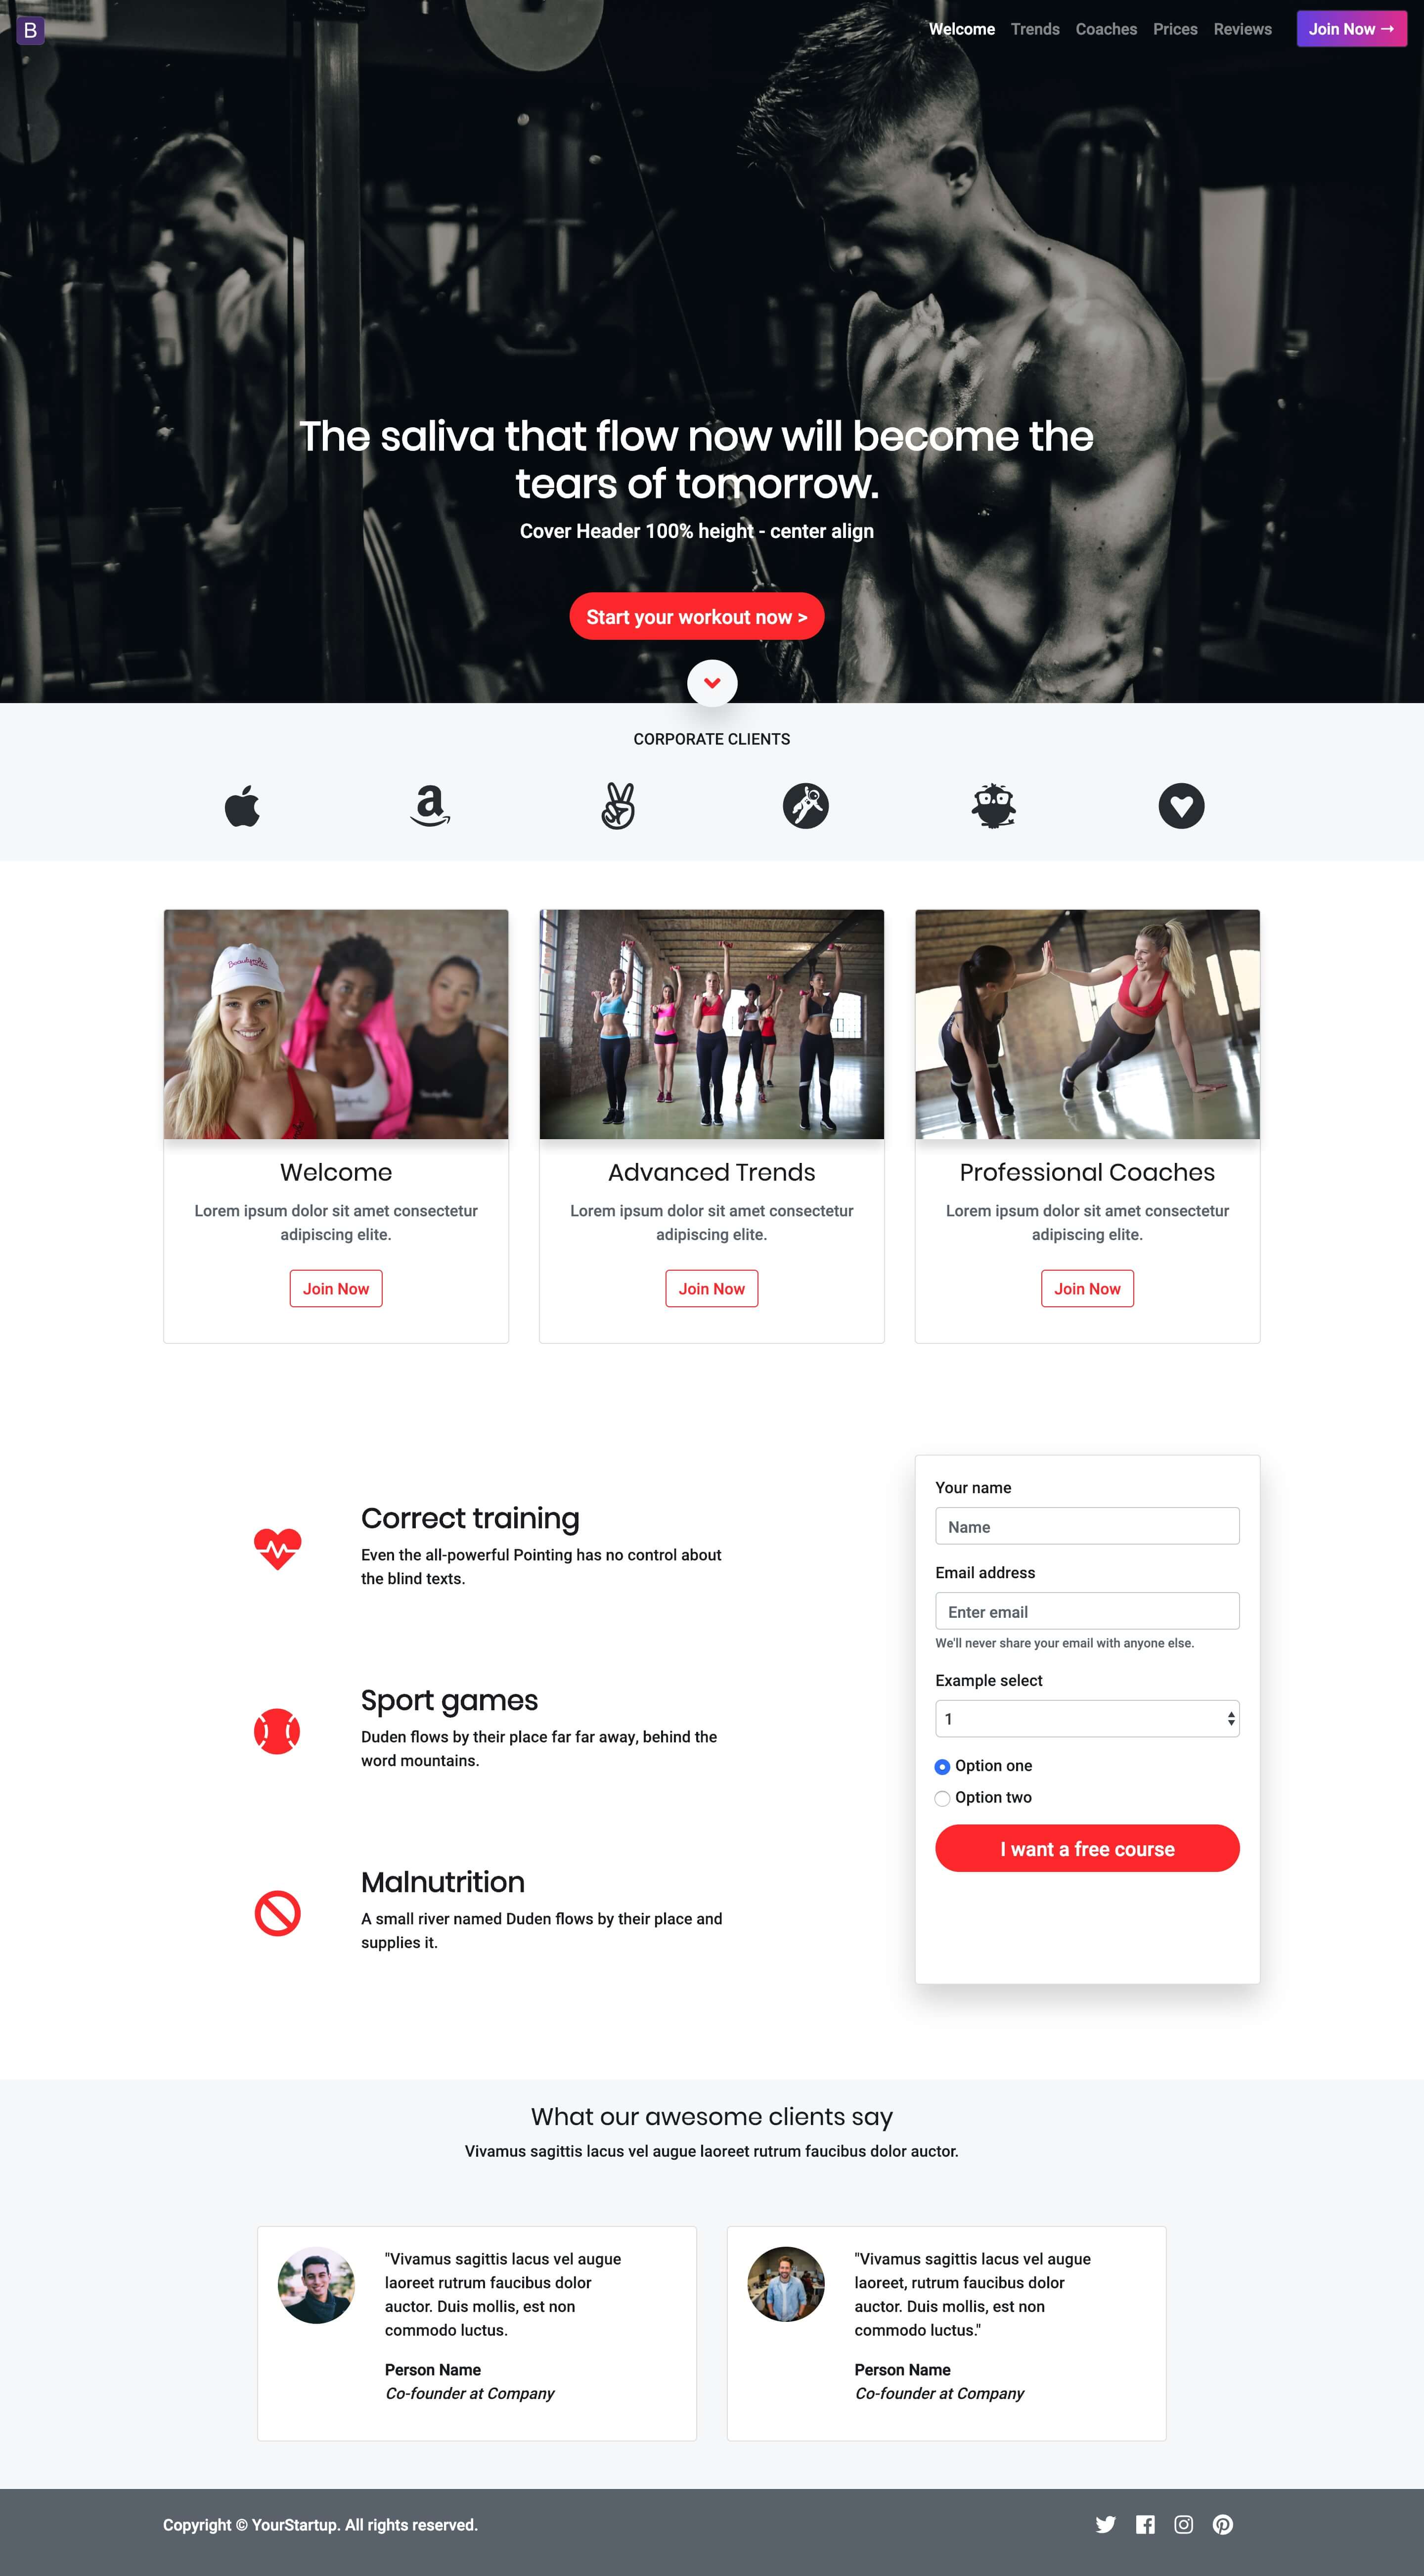 B
Welcome Trends Coaches Prices Reviews Join Now →
The saliva that flow now will become the
tears of tomorrow.
Cover Header 100% height - center align
Start your workout now >
CORPORATE CLIENTS
a
Welcome
Lorem ipsum dolor sit amet consectetur
adipiscing elite.
Join Now
Advanced Trends
Lorem ipsum dolor sit amet consectetur
adipiscing elite.
Join Now
Professional Coaches
Lorem ipsum dolor sit amet consectetur
adipiscing elite.
Join Now
Correct training
Even the all-powerful Pointing has no control about
the blind texts.
Sport games
Duden flows by their place far far away, behind the
word mountains.
Malnutrition
A small river named Duden flows by their place and
supplies it.
Your name
Name
Email address
Enter email
We'll never share your email with anyone else.
Example select
1
Option one
Option two
I want a free course
What our awesome clients say
Vivamus sagittis lacus vel augue laoreet rutrum faucibus dolor auctor.
"Vivamus sagittis lacus vel augue
laoreet rutrum faucibus dolor
auctor. Duis mollis, est non
commodo luctus.
Person Name
Co-founder at Company
"Vivamus sagittis lacus vel augue
laoreet, rutrum faucibus dolor
auctor. Duis mollis, est non
commodo luctus."
Person Name
Co-founder at Company
Copyright © YourStartup. All rights reserved.